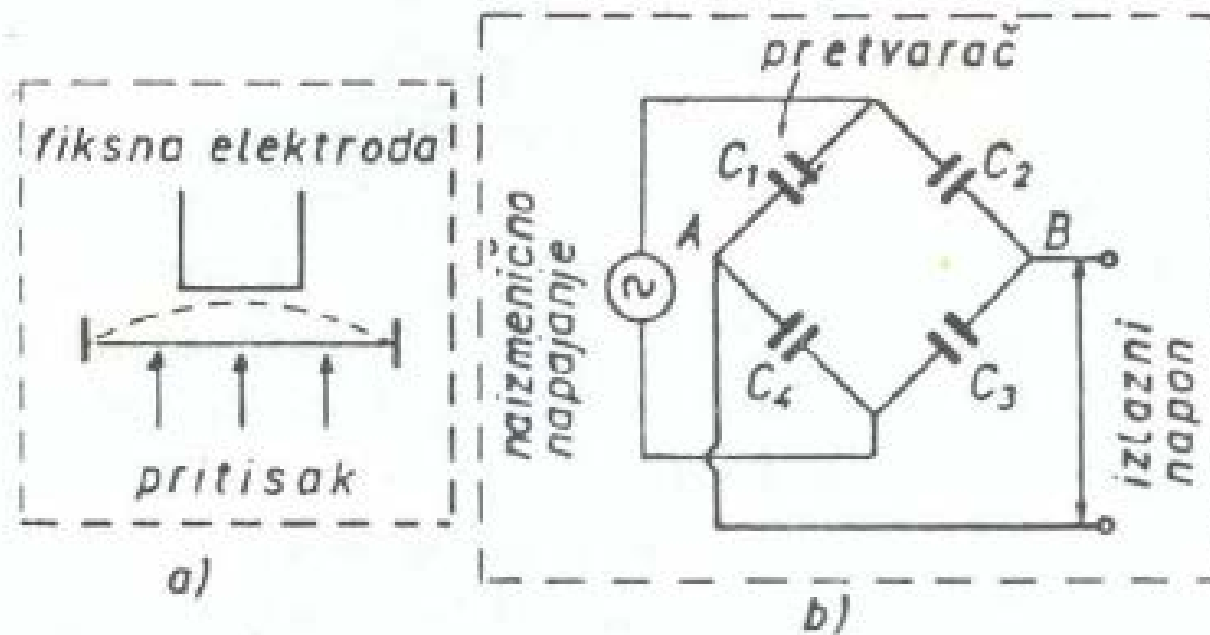 fiksna elektroda
pritisak
a)
pretvarač
C1
C2
A
B
C4
C3
naizmenično
napajanje
izlazni
napon
b)